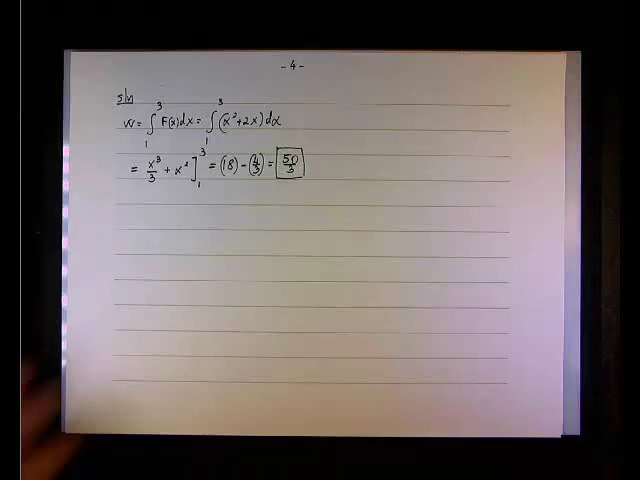 - 4 -
sln
W = ∫₁³ F(x)dx = ∫₁³ (x²+2x)dx
= x³/3 + x² ]₁³ = (18) - (4/3) = 50/3